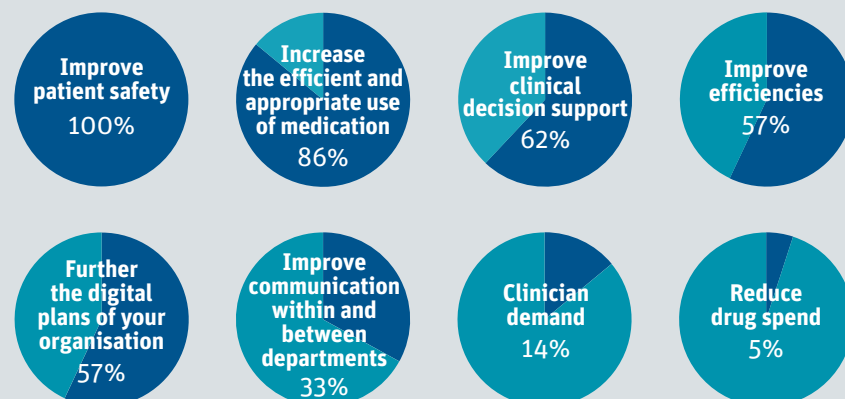 Improve
patient safety
100%
Increase
the efficient and
appropriate use
of medication
86%
Improve
clinical
decision support
62%
Improve
efficiencies
57%
Further
the digital
plans of your
organisation
57%
Improve
communication
within and
between
departments
33%
Clinician
demand
14%
Reduce
drug spend
5%